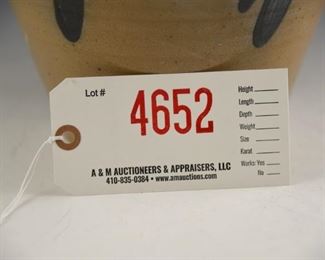 Lot #
4652
Height
Length
Depth
Weight
Size
Karat
Works: Yes
No
A & M AUCTIONEERS & APPRAISERS, LLC
410-835-0384 • www.amauctions.com